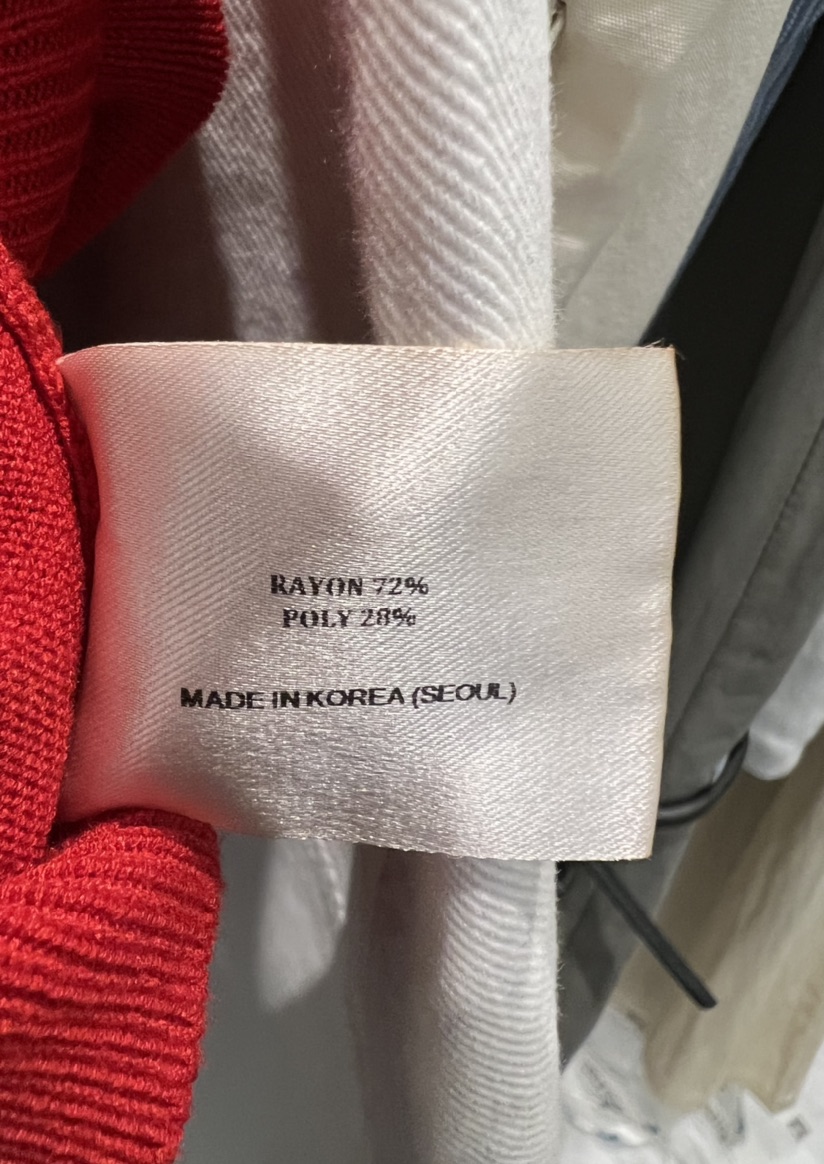 RAYON 72%
POLY 28%
MADE IN KOREA (SEOUL)